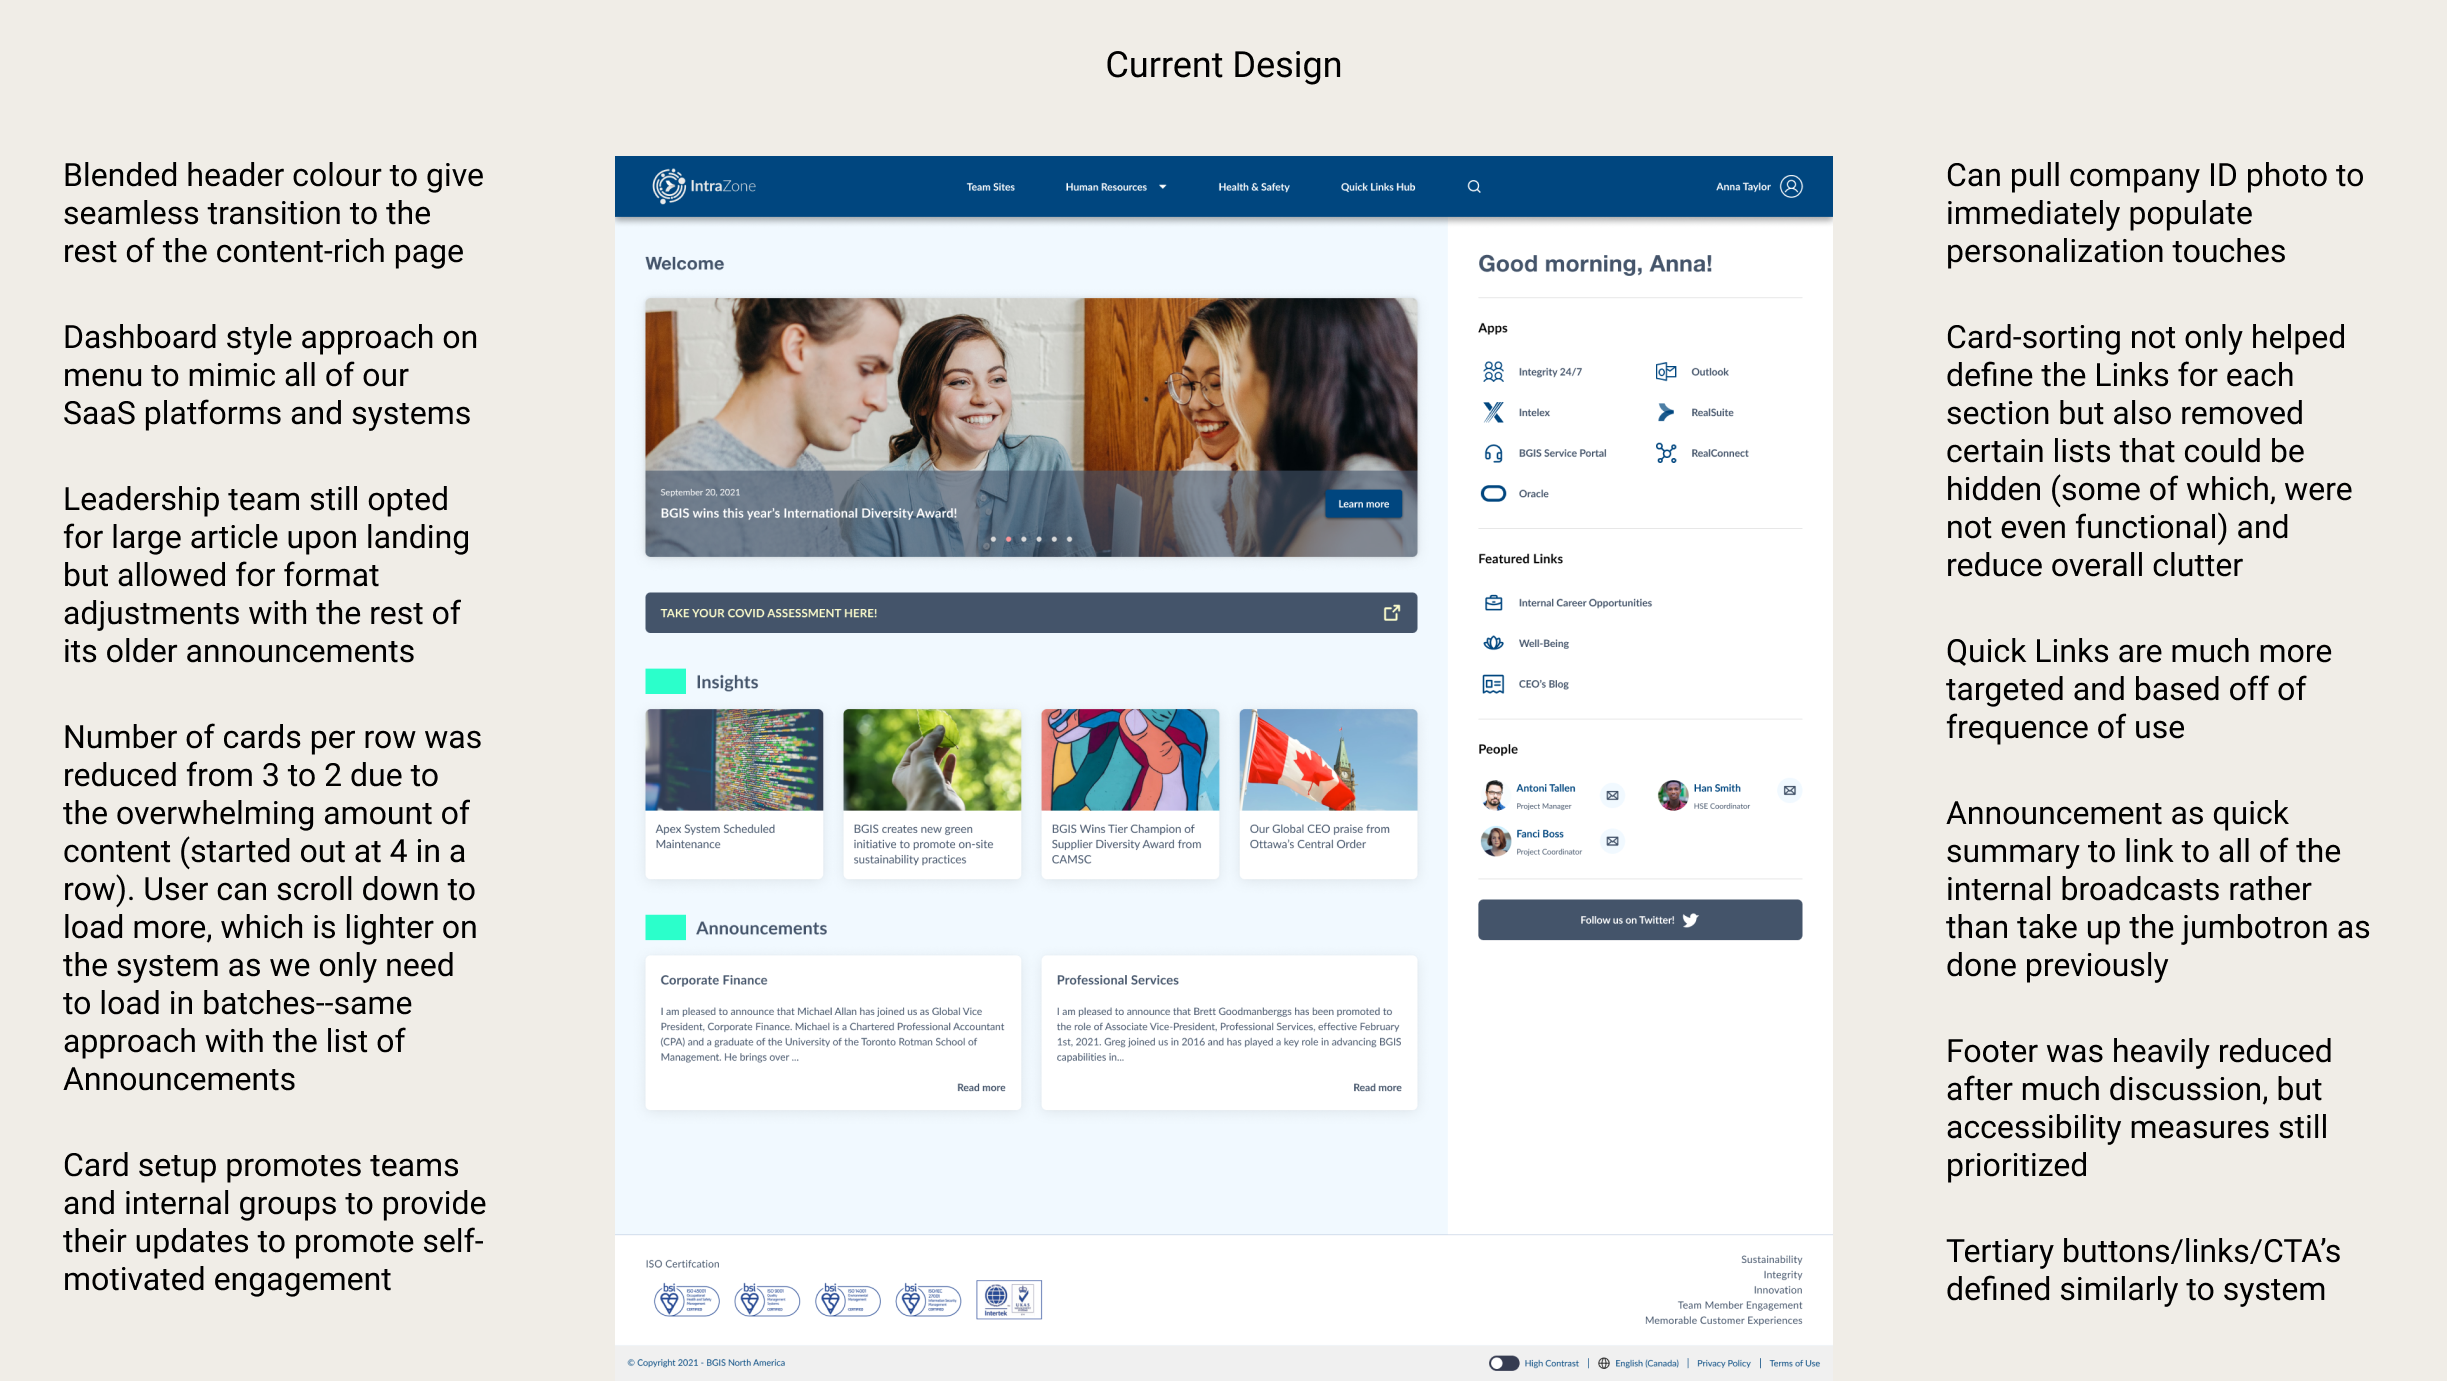 Current Design
Blended header colour to give
seamless transition to the
rest of the content-rich page
Dashboard style approach on
menu to mimic all of our
SaaS platforms and systems
Leadership team still opted
for large article upon landing
but allowed for format
adjustments with the rest of
its older announcements
Number of cards per row was
reduced from 3 to 2 due to
the overwhelming amount of
content (started out at 4 in a
row). User can scroll down to
load more, which is lighter on
the system as we only need
to load in batches--same
approach with the list of
Announcements
Card setup promotes teams
and internal groups to provide
their updates to promote self-
motivated engagement
IntraZone
Team Sites
Human Resources
Health & Safety
Quick Links Hub
Anna Taylor
Welcome
September 20, 2021
BGIS wins this year's International Diversity Award!
Learn more
TAKE YOUR COVID ASSESSMENT HERE!
Insights
Apex System Scheduled
Maintenance
BGIS creates new green
initiative to promote on-site
sustainability practices
BGIS Wins Tier Champion of
Supplier Diversity Award from
CAMSC
Our Global CEO praise from
Ottawa's Central Order
Announcements
Corporate Finance
I am pleased to announce that Michael Allan has joined us as Global Vice
President, Corporate Finance. Michael is a Chartered Professional Accountant
(CPA) and a graduate of the University of the Toronto Rotman School of
Management. He brings over ...
Read more
Professional Services
I am pleased to announce that Brett Goodmanberggs has been promoted to
the role of Associate Vice-President, Professional Services, effective February
1st, 2021. Greg joined us in 2016 and has played a key role in advancing BGIS
capabilities in...
Read more
Good morning, Anna!
Apps
Integrity 24/7
Outlook
Intelex
RealSuite
BGIS Service Portal
RealConnect
Oracle
Featured Links
Internal Career Opportunities
Well-Being
CEO's Blog
People
Antoni Tallen
Project Manager
Han Smith
HSE Coordinator
Fanci Boss
Project Coordinator
Follow us on Twitter!
ISO Certifcation
bsi
bsi
bsi
bsi
intertek
Sustainability
Integrity
Innovation
Team Member Engagement
Memorable Customer Experiences
© Copyright 2021 - BGIS North America
High Contrast | English (Canada) | Privacy Policy | Terms of Use
Can pull company ID photo to
immediately populate
personalization touches
Card-sorting not only helped
define the Links for each
section but also removed
certain lists that could be
hidden (some of which, were
not even functional) and
reduce overall clutter
Quick Links are much more
targeted and based off of
frequence of use
Announcement as quick
summary to link to all of the
internal broadcasts rather
than take up the jumbotron as
done previously
Footer was heavily reduced
after much discussion, but
accessibility measures still
prioritized
Tertiary buttons/links/CTA's
defined similarly to system